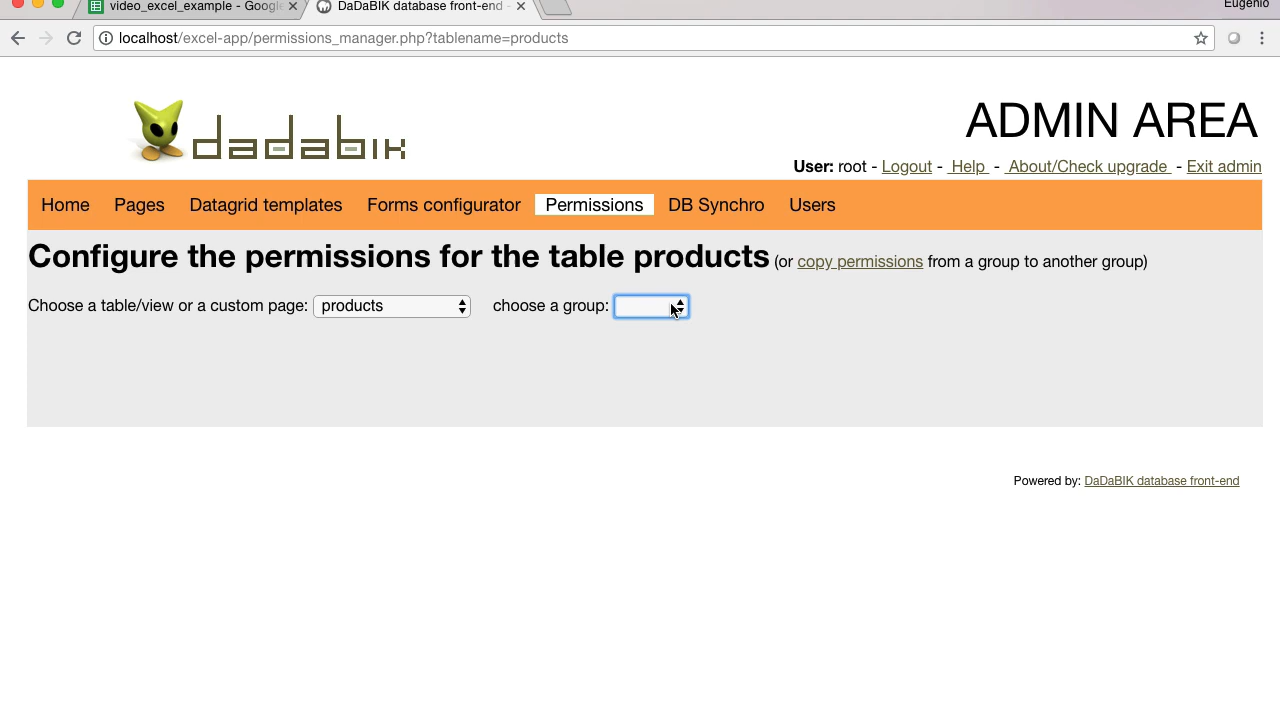 Eugenio
video_excel_example - Google
DaDaBIK database front-end -
localhost/excel-app/permissions_manager.php?tablename=products
dadabik
ADMIN AREA
User: root - Logout - Help - About/Check upgrade - Exit admin
Home Pages Datagrid templates Forms configurator Permissions DB Synchro Users
Configure the permissions for the table products (or copy permissions from a group to another group)
Choose a table/view or a custom page: products choose a group:
Powered by: DaDaBIK database front-end